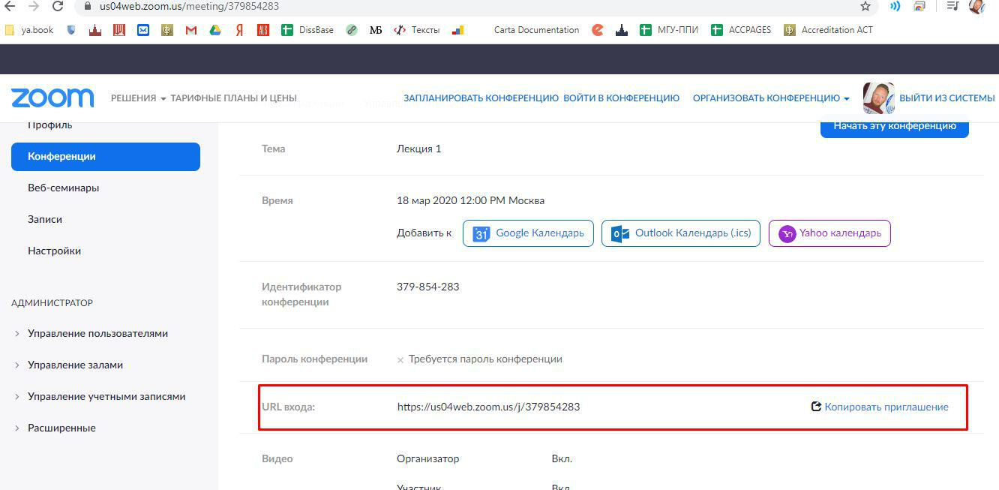 us04web.zoom.us/meeting/379854283
ya.book DissBase МБ Тексты Carta Documentation МГУ-ППИ ACCPAGES Accreditation ACT
zoom РЕШЕНИЯ ТАРИФНЫЕ ПЛАНЫ И ЦЕНЫ ЗАПЛАНИРОВАТЬ КОНФЕРЕНЦИЮ ВОЙТИ В КОНФЕРЕНЦИЮ ОРГАНИЗОВАТЬ КОНФЕРЕНЦИЮ ВЫЙТИ ИЗ СИСТЕМЫ
Профиль
Конференции
Веб-семинары
Записи
Настройки
АДМИНИСТРАТОР
Управление пользователями
Управление залами
Управление учетными записями
Расширенные
Начать эту конференцию
Тема Лекция 1
Время 18 мар 2020 12:00 PM Москва
Добавить к 31 Google Календарь Outlook Календарь (.ics) Yahoo календарь
Идентификатор 379-854-283
конференции
Пароль конференции × Требуется пароль конференции
URL входа: https://us04web.zoom.us/j/379854283 Копировать приглашение
Видео Организатор Вкл.
Участник Вкл.